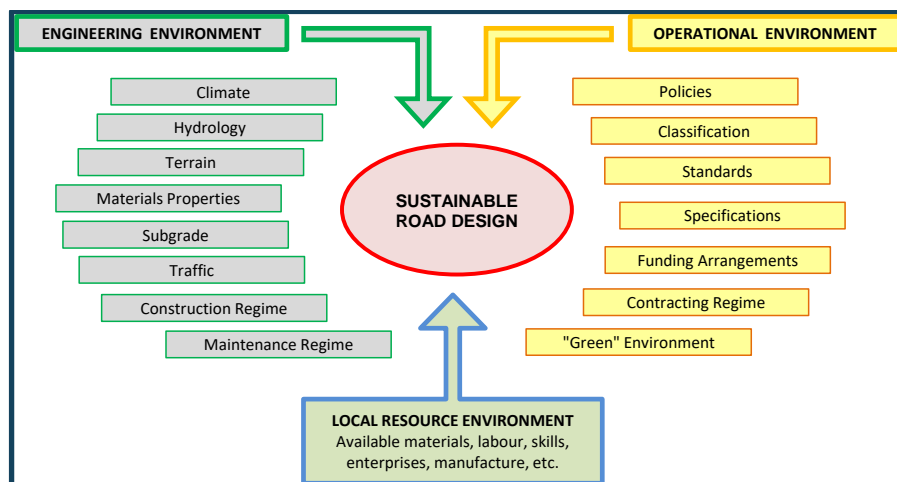 ENGINEERING ENVIRONMENT
OPERATIONAL ENVIRONMENT
Climate
Hydrology
Terrain
Materials Properties
Subgrade
Traffic
Construction Regime
Maintenance Regime
SUSTAINABLE
ROAD DESIGN
Policies
Classification
Standards
Specifications
Funding Arrangements
Contracting Regime
"Green" Environment
LOCAL RESOURCE ENVIRONMENT
Available materials, labour, skills,
enterprises, manufacture, etc.